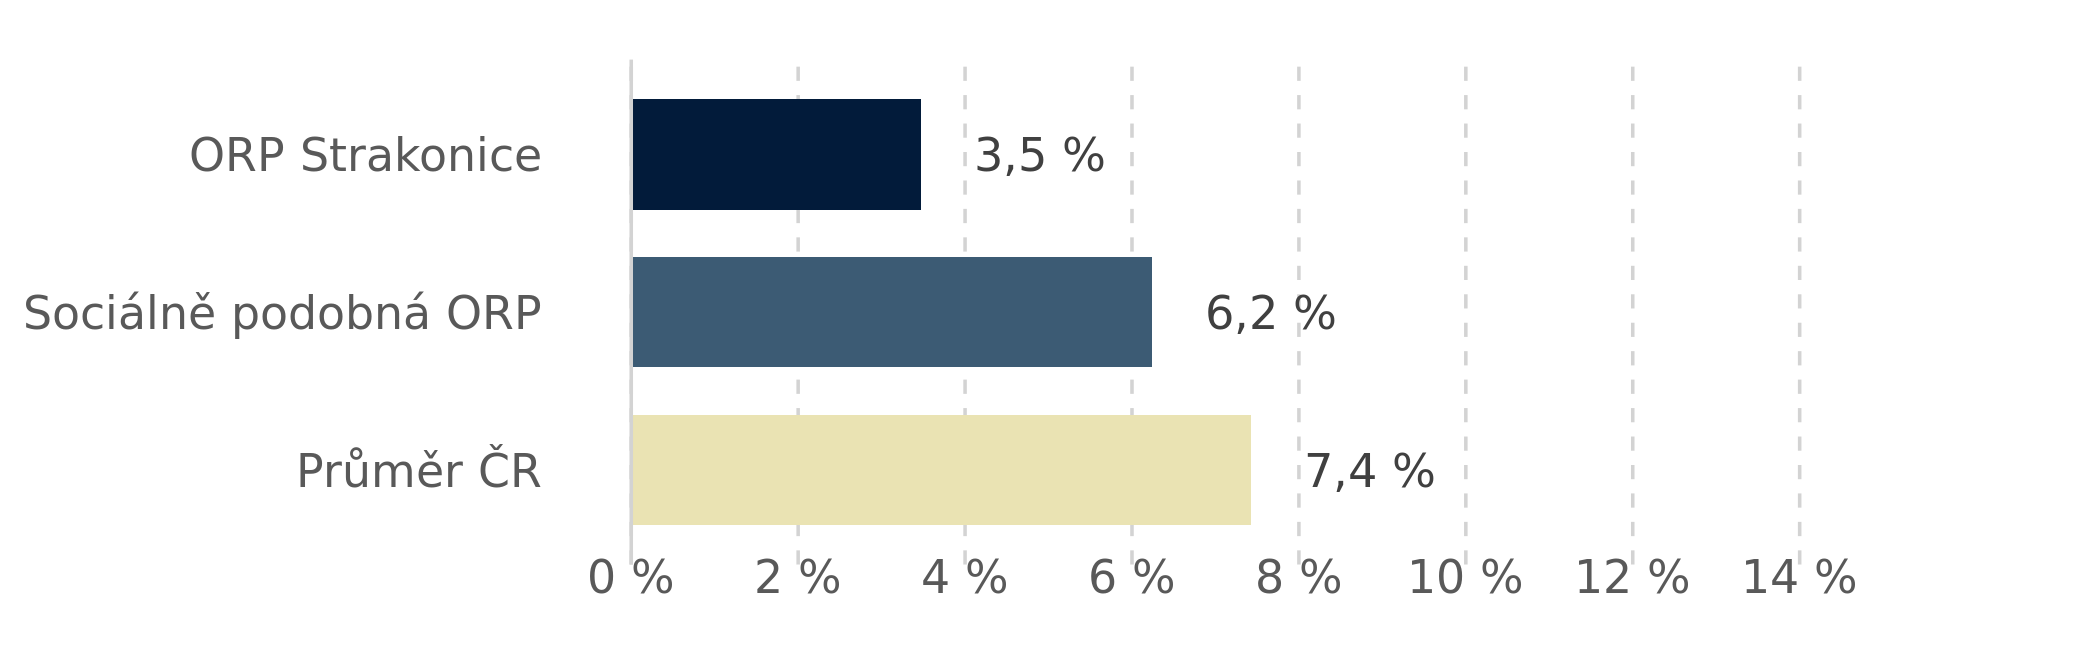 ORP Strakonice 3,5 %
Sociálně podobná ORP 6,2 %
Průměr ČR 7,4 %
0 % 2 % 4 % 6 % 8 % 10 % 12 % 14 %